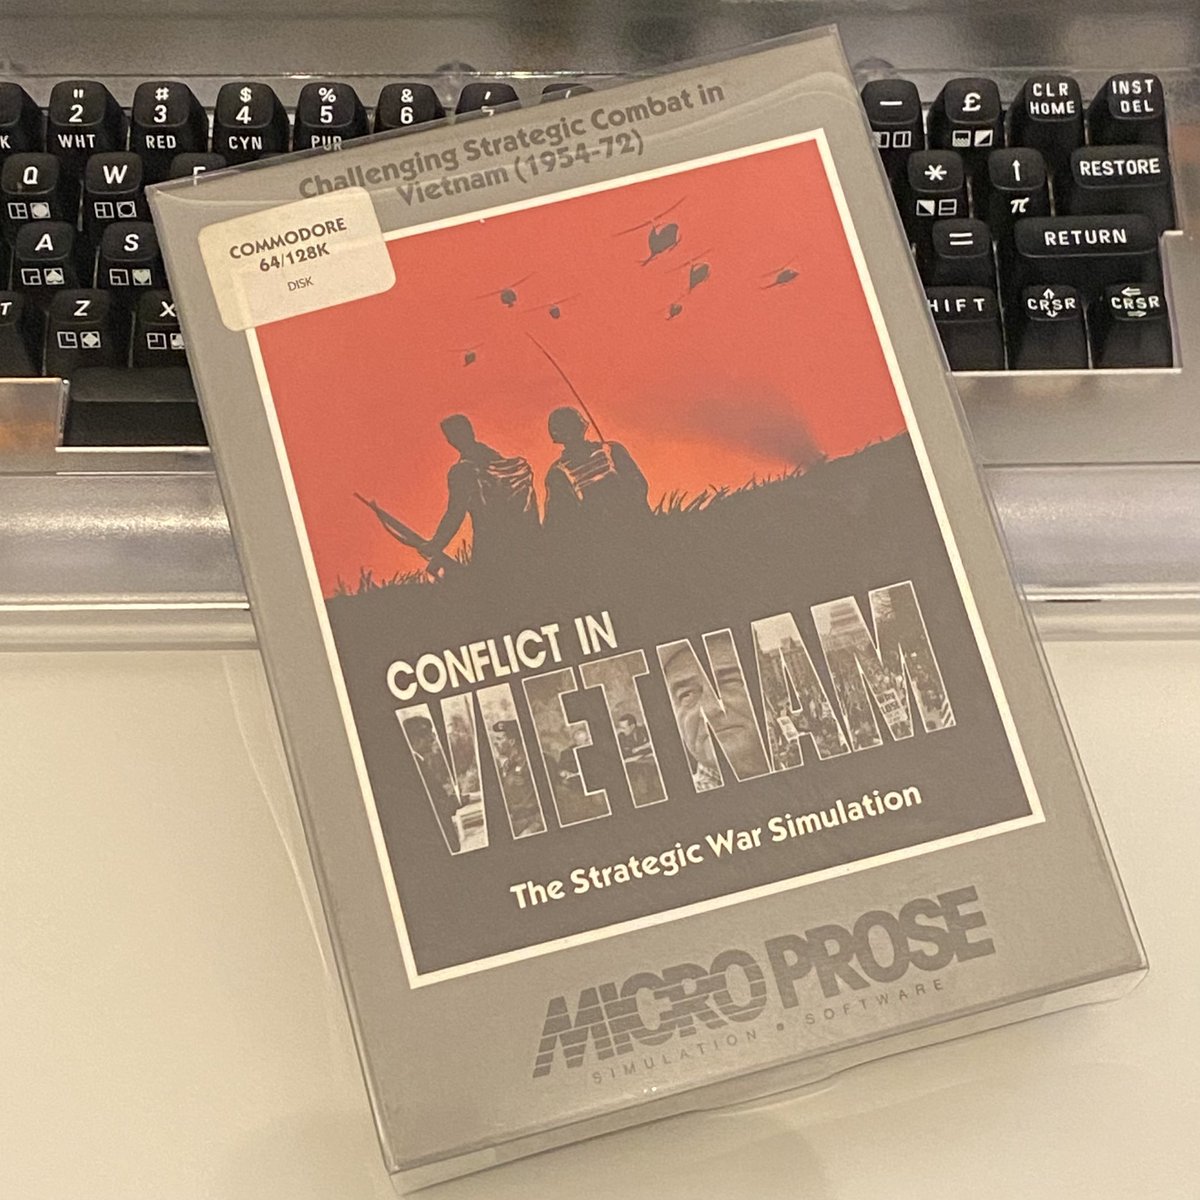 " # $ % & '
2 3 4 5 6
WHT RED CYN PUR
Q W
A S
Z X
− £ CLR HOME INST DEL
* ↑ π RESTORE
= RETURN
HIFT ⇑ CRSR ⇓ ⇐ CRSR ⇒
Challenging Strategic Combat in
Vietnam (1954-72)
COMMODORE
64/128K
DISK
CONFLICT IN
VIETNAM
The Strategic War Simulation
MICRO PROSE
SIMULATION • SOFTWARE